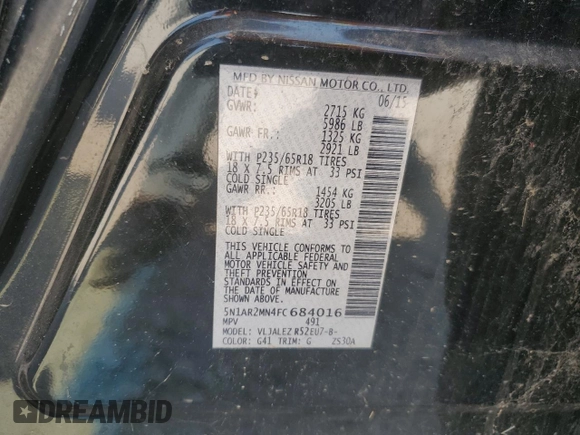 MFD BY NISSAN MOTOR CO., LTD.
DATE: 06/15
GVWR: 2715 KG
5986 LB
GAWR FR.: 1325 KG
2921 LB
WITH P235/65R18 TIRES
18 X 7.5 RIMS AT 33 PSI
COLD SINGLE
GAWR RR.: 1454 KG
3205 LB
WITH P235/65R18 TIRES
18 X 7.5 RIMS AT 33 PSI
COLD SINGLE
THIS VEHICLE CONFORMS TO
ALL APPLICABLE FEDERAL
MOTOR VEHICLE SAFETY AND
THEFT PREVENTION
STANDARDS IN EFFECT ON
THE DATE OF MANUFACTURE
SHOWN ABOVE.
5N1AR2MN4FC684016
MPV 491
MODEL: VLJALEZ R52EU7-B-
COLOR: G41 TRIM: G ZS30A
DREAMBID